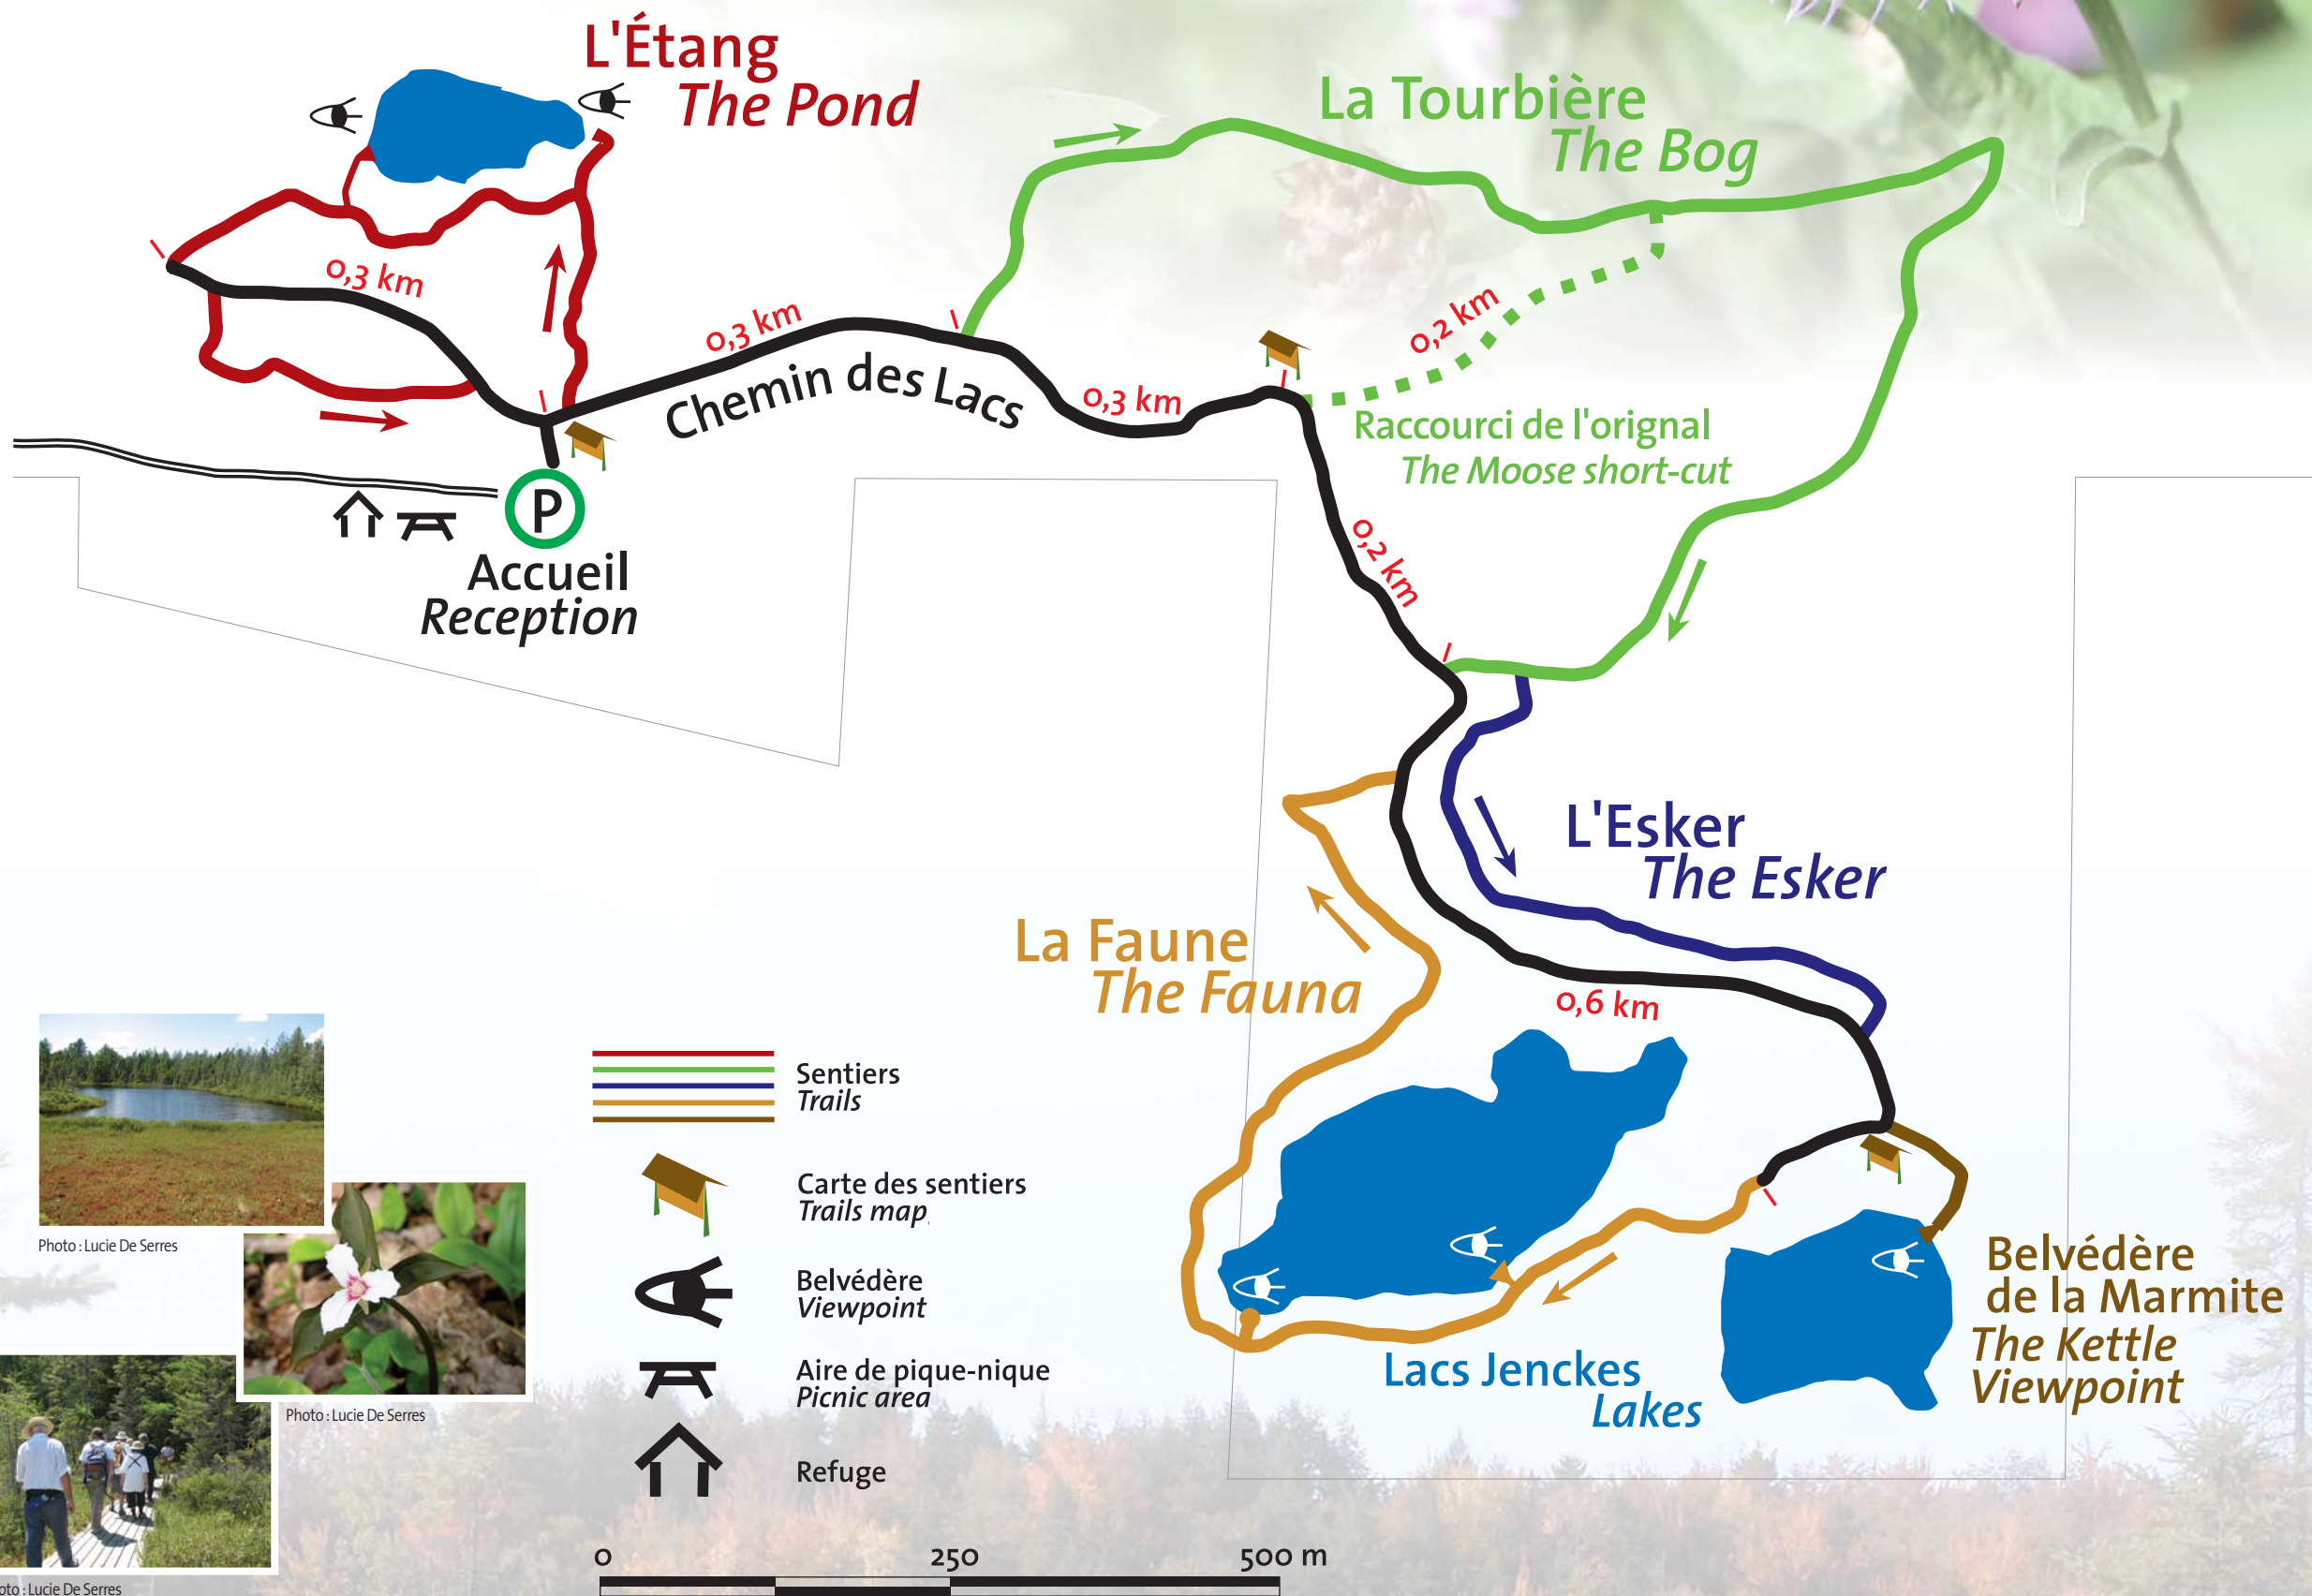 L'Étang
The Pond
La Tourbière
The Bog
0,3 km
0,3 km
Chemin des Lacs
0,3 km
0,2 km
Raccourci de l'orignal
The Moose short-cut
P
Accueil
Reception
0,2 km
L'Esker
The Esker
La Faune
The Fauna
0,6 km
Belvédère
de la Marmite
The Kettle
Viewpoint
Lacs Jenckes
Lakes
Sentiers
Trails
Carte des sentiers
Trails map
Belvédère
Viewpoint
Aire de pique-nique
Picnic area
Refuge
Photo : Lucie De Serres
Photo : Lucie De Serres
oto : Lucie De Serres
0 250 500 m